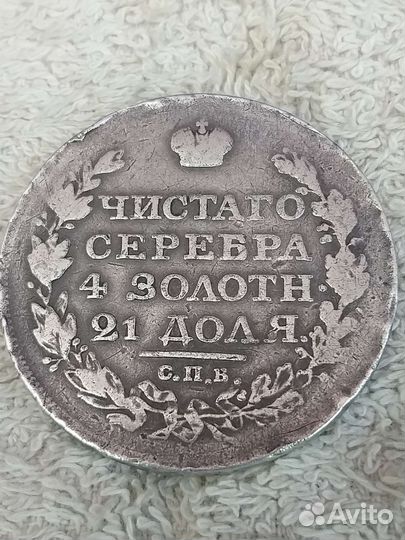 ЧИСТАГО
СЕРЕБРА
4 ЗОЛОТН
21 ДОЛЯ.
С.П.Б.
Avito